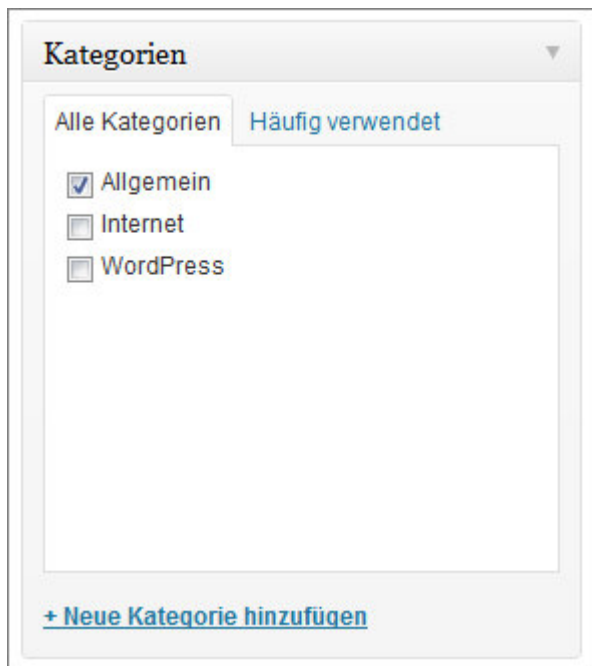 Kategorien
Alle Kategorien Häufig verwendet
Allgemein
Internet
WordPress
+ Neue Kategorie hinzufügen